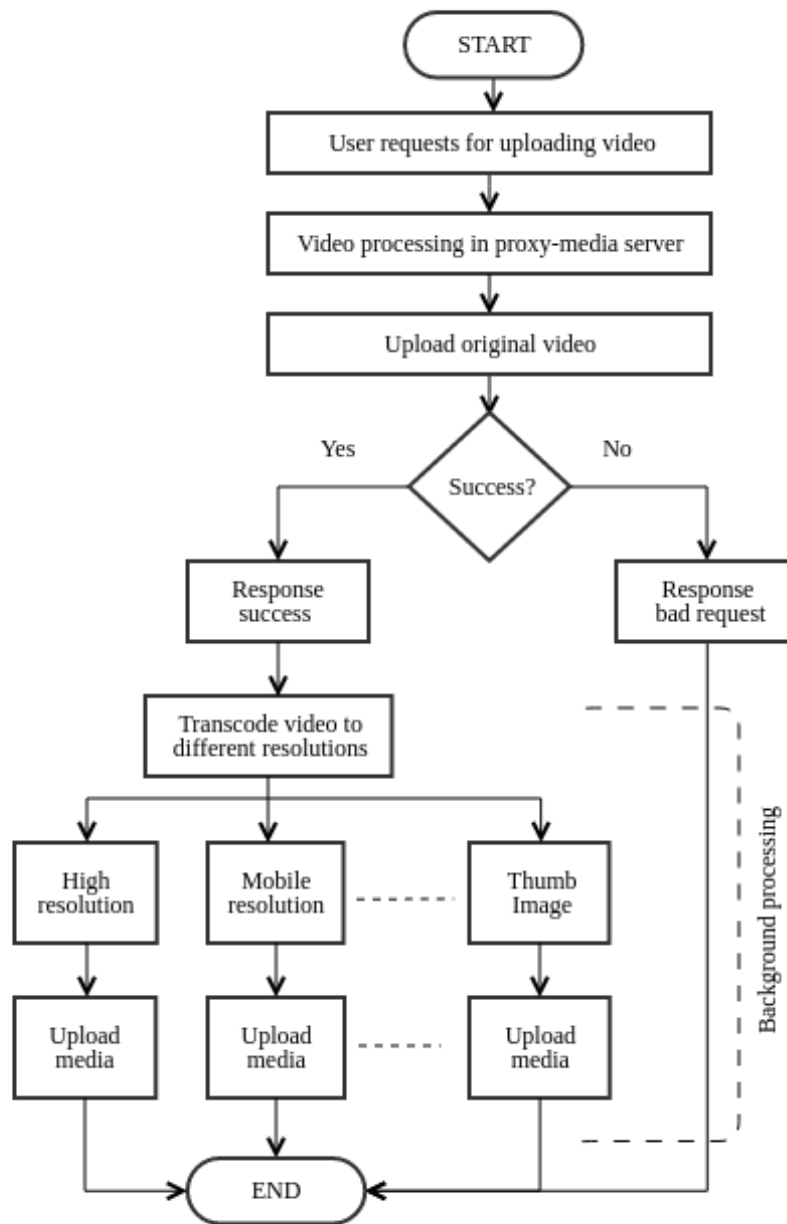 START
User requests for uploading video
Video processing in proxy-media server
Upload original video
Yes
No
Success?
Response
success
Response
bad request
Transcode video to
different resolutions
High
resolution
Mobile
resolution
Thumb
Image
Background processing
Upload
media
Upload
media
Upload
media
END